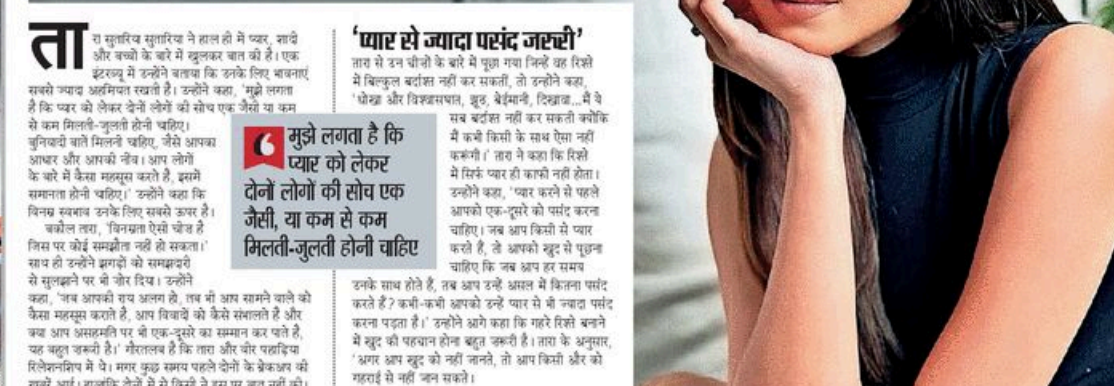 तारा सुतारिया सुतारिया ने हाल ही में प्यार, शादी
और बच्चों के बारे में खुलकर बात की है। एक
इंटरव्यू में उन्होंने बताया कि उनके लिए भावनाएं
सबसे ज्यादा अहमियत रखती है। उन्होंने कहा, 'मुझे लगता
है कि प्यार को लेकर दोनों लोगों की सोच एक जैसी या कम
से कम मिलती-जुलती होनी चाहिए।
बुनियादी बातें मिलनी चाहिए, जैसे आपका
आधार और आपकी नींव। आप लोगों
के बारे में कैसा महसूस करते हैं, इसमें
समानता होनी चाहिए।' उन्होंने कहा कि
विनम्र स्वभाव उनके लिए सबसे ऊपर है।
बकौल तारा, 'विनम्रता ऐसी चीज है
जिस पर कोई समझौता नहीं हो सकता।'
साथ ही उन्होंने झगड़ों को समझदारी
से सुलझाने पर भी जोर दिया। उन्होंने
कहा, 'जब आपकी राय अलग हो, तब भी आप सामने वाले को
कैसा महसूस कराते हैं, आप विवादों को कैसे संभालते हैं और
क्या आप असहमति पर भी एक-दूसरे का सम्मान कर पाते हैं,
यह बहुत जरूरी है।' गौरतलब है कि तारा और वीर पहाड़िया
रिलेशनशिप में थे। मगर कुछ समय पहले दोनों के ब्रेकअप की
खबरें आईं। हालांकि दोनों में से किसी ने इस पर बात नहीं की।
मुझे लगता है कि
प्यार को लेकर
दोनों लोगों की सोच एक
जैसी, या कम से कम
मिलती-जुलती होनी चाहिए
'प्यार से ज्यादा पसंद जरूरी'
तारा से उन चीजों के बारे में पूछा गया जिन्हें वह रिश्ते
में बिल्कुल बर्दाश्त नहीं कर सकतीं, तो उन्होंने कहा,
'धोखा और विश्वासघात, झूठ, बेईमानी, दिखावा...मैं ये
सब बर्दाश्त नहीं कर सकती क्योंकि
मैं कभी किसी के साथ ऐसा नहीं
करूंगी।' तारा ने कहा कि रिश्ते
में सिर्फ प्यार ही काफी नहीं होता।
उन्होंने कहा, 'प्यार करने से पहले
आपको एक-दूसरे को पसंद करना
चाहिए। जब आप किसी से प्यार
करते हैं, तो आपको खुद से पूछना
चाहिए कि जब आप हर समय
उनके साथ होते हैं, तब आप उन्हें असल में कितना पसंद
करते हैं? कभी-कभी आपको उन्हें प्यार से भी ज्यादा पसंद
करना पड़ता है।' उन्होंने आगे कहा कि गहरे रिश्ते बनाने
में खुद की पहचान होना बहुत जरूरी है। तारा के अनुसार,
'अगर आप खुद को नहीं जानते, तो आप किसी और को
गहराई से नहीं जान सकते।